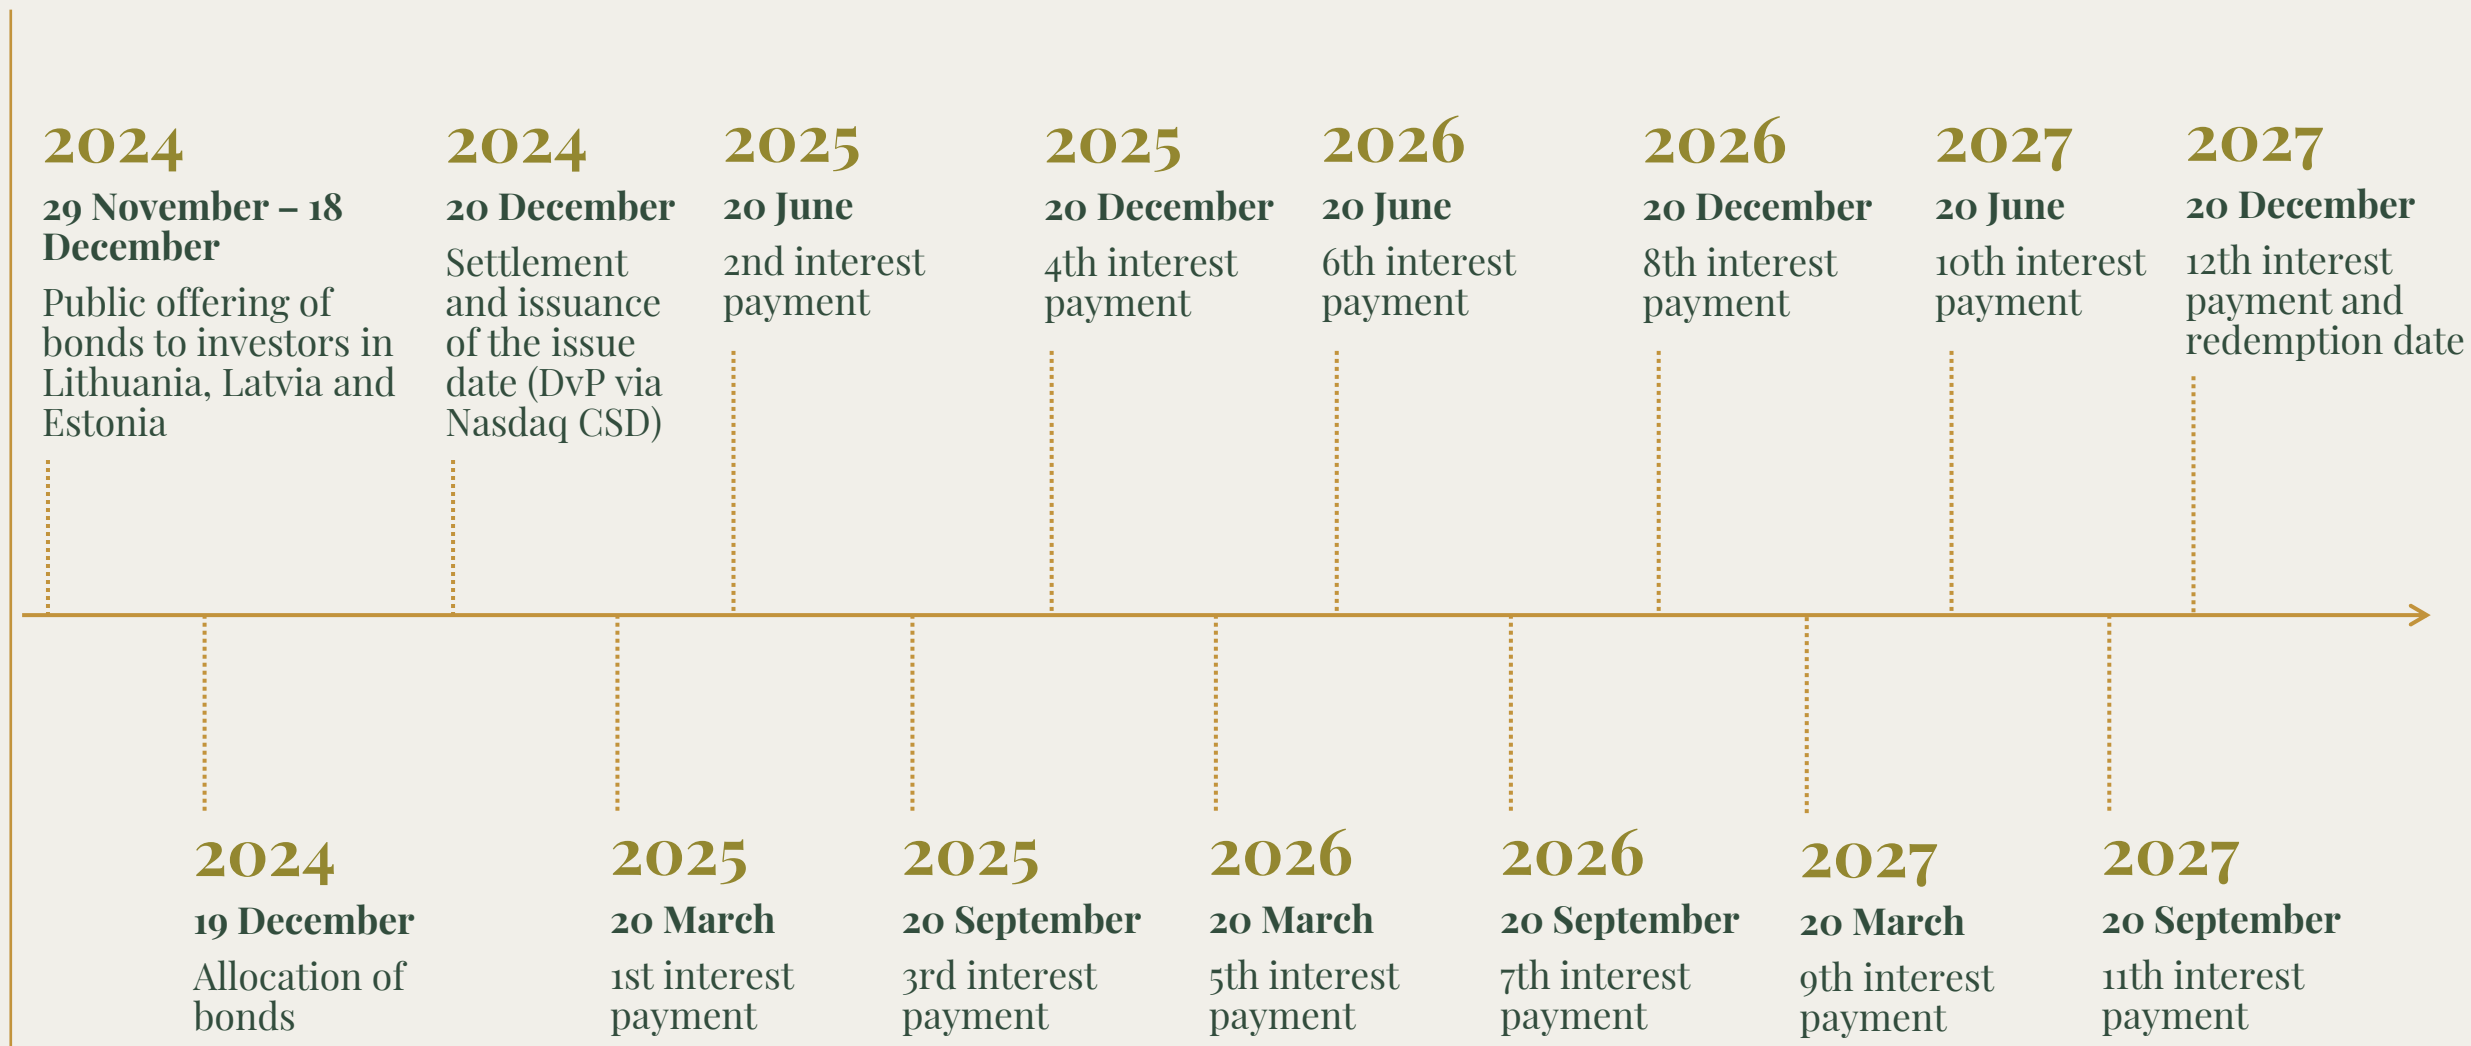 2024
29 November – 18
December
Public offering of
bonds to investors in
Lithuania, Latvia and
Estonia
2024
20 December
Settlement
and issuance
of the issue
date (DvP via
Nasdaq CSD)
2025
20 June
2nd interest
payment
2025
20 December
4th interest
payment
2026
20 June
6th interest
payment
2026
20 December
8th interest
payment
2027
20 June
10th interest
payment
2027
20 December
12th interest
payment and
redemption date
2024
19 December
Allocation of
bonds
2025
20 March
1st interest
payment
2025
20 September
3rd interest
payment
2026
20 March
5th interest
payment
2026
20 September
7th interest
payment
2027
20 March
9th interest
payment
2027
20 September
11th interest
payment